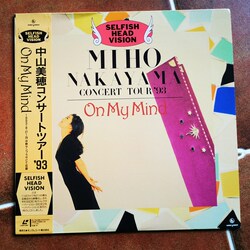 SELFISH
HEAD
VISION
MIHO
NAKAYAMA
CONCERT TOUR '93
On My Mind
中山美穂コンサートツアー'93
On My Mind
SELFISH
HEAD
VISION